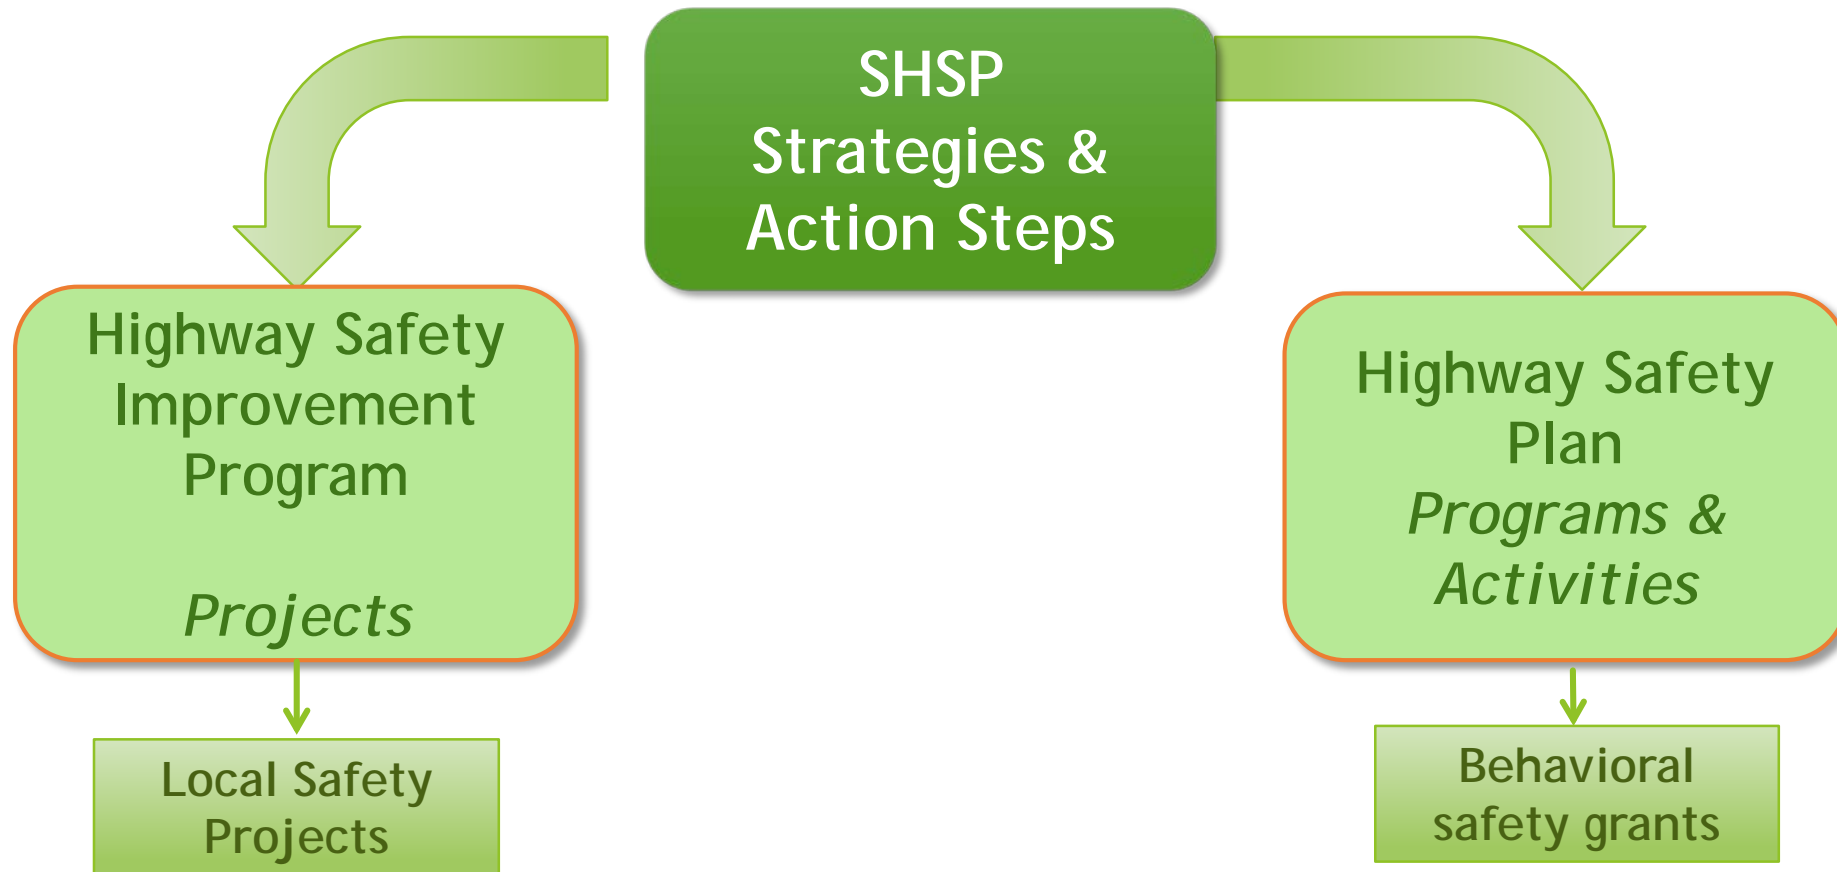 SHSP
Strategies &
Action Steps
Highway Safety
Improvement
Program
Projects
Highway Safety
Plan
Programs &
Activities
Local Safety
Projects
Behavioral
safety grants